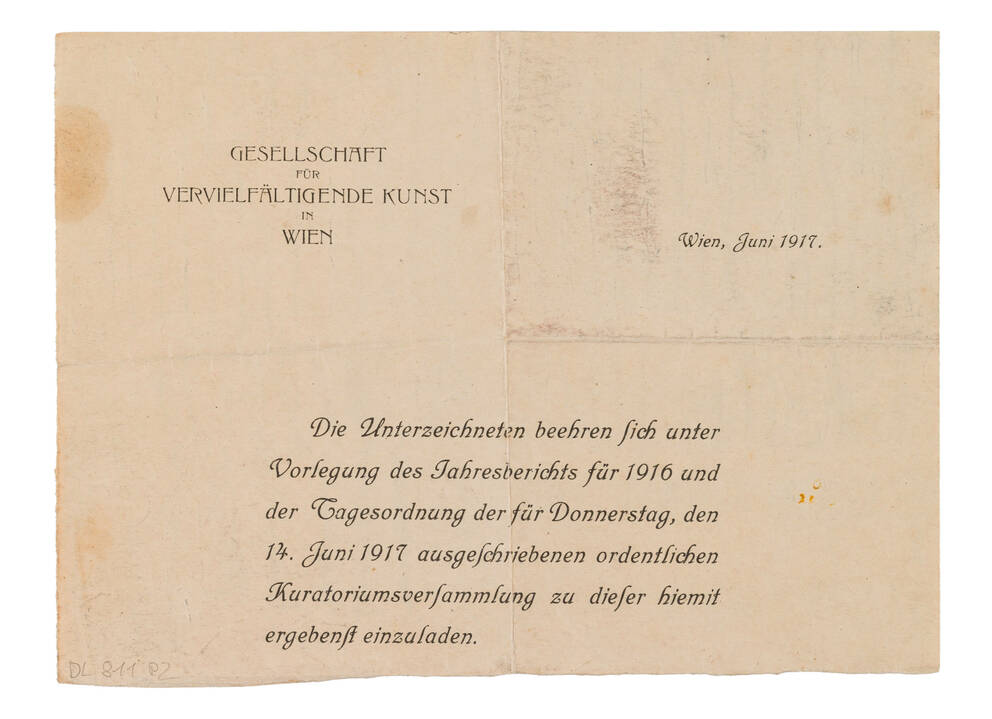 GESELLSCHAFT
FÜR
VERVIELFÄLTIGENDE KUNST
IN
WIEN
Wien, Juni 1917.
Die Unterzeichneten beehren ſich unter
Vorlegung des Jahresberichts für 1916 und
der Tagesordnung der für Donnerstag, den
14. Juni 1917 ausgeſchriebenen ordentlichen
Kuratoriumsverſammlung zu dieſer hiemit
ergebenſt einzuladen.
DL 811 PZ